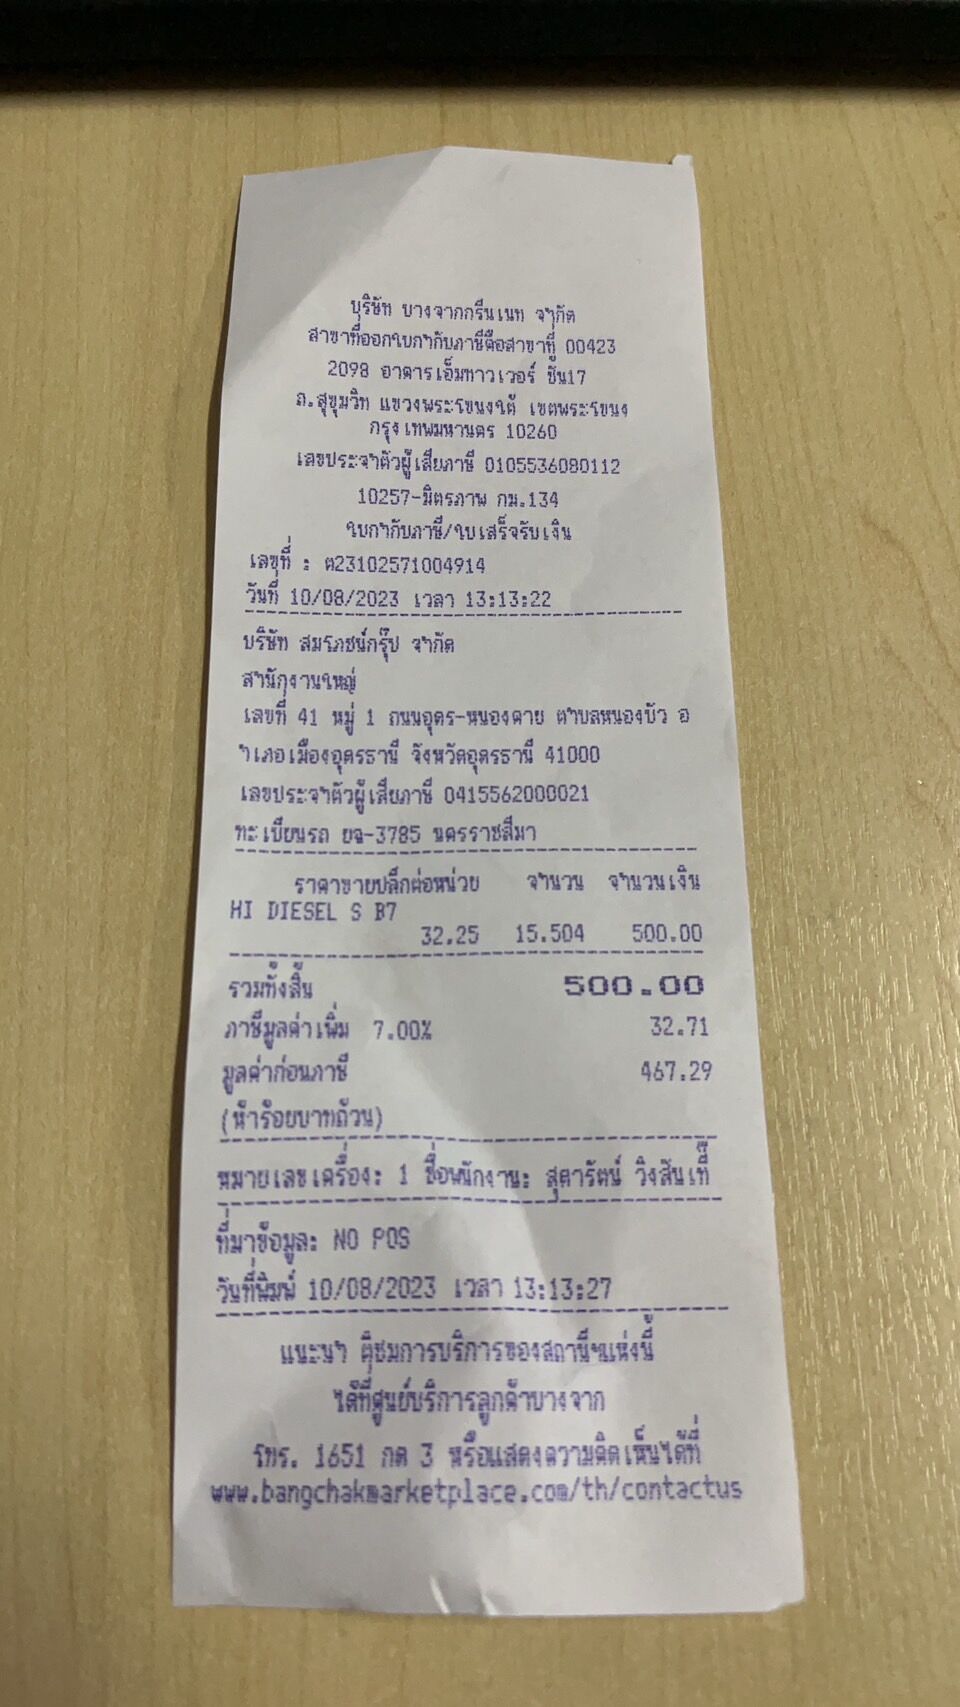 บริษัท บางจากกรีนเนท จำกัด
สาขาที่ออกใบกำกับภาษีคือสาขาที่ 00423
2098 อาคารเอ็มทาวเวอร์ ชั้น17
ถ.สุขุมวิท แขวงพระโขนงใต้ เขตพระโขนง
กรุงเทพมหานคร 10260
เลขประจำตัวผู้เสียภาษี 0105536080112
10257-มิตรภาพ กม.134
ใบกำกับภาษี/ใบเสร็จรับเงิน
เลขที่ : ต23102571004914
วันที่ 10/08/2023 เวลา 13:13:22
บริษัท สมโภชน์กรุ๊ป จำกัด
สำนักงานใหญ่
เลขที่ 41 หมู่ 1 ถนนอุดร-หนองคาย ตำบลหนองบัว อ
ำเภอเมืองอุดรธานี จังหวัดอุดรธานี 41000
เลขประจำตัวผู้เสียภาษี 0415562000021
ทะเบียนรถ ยฉ-3785 นครราชสีมา
ราคาขายปลีกต่อหน่วย จำนวน จำนวนเงิน
HI DIESEL S B7
32.25 15.504 500.00
รวมทั้งสิ้น 500.00
ภาษีมูลค่าเพิ่ม 7.00% 32.71
มูลค่าก่อนภาษี 467.29
(ห้าร้อยบาทถ้วน)
หมายเลขเครื่อง: 1 ชื่อพนักงาน: สุดารัตน์ วิงสันเที๊
ที่มาข้อมูล: NO POS
วันที่พิมพ์ 10/08/2023 เวลา 13:13:27
แนะนำ ติชมการบริการของสถานีฯแห่งนี้
ได้ที่ศูนย์บริการลูกค้าบางจาก
โทร. 1651 กด 3 หรือแสดงความคิดเห็นได้ที่
www.bangchakmarketplace.com/th/contactus